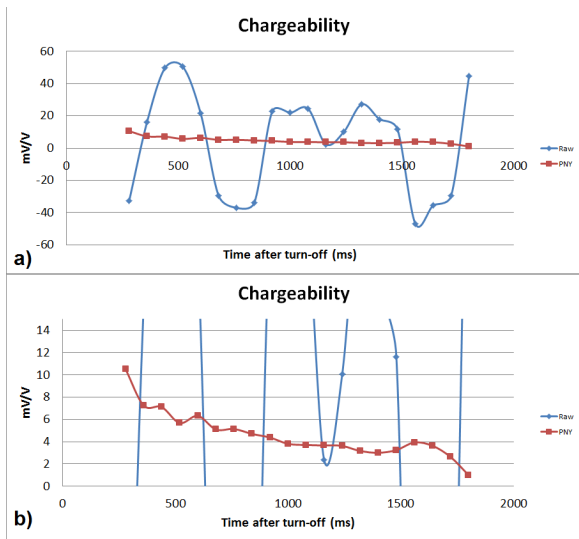 Chargeability
60
40
20
0
-20
-40
-60
mV/V
0 500 1000 1500 2000
Time after turn-off (ms)
Raw
PNY
a)
Chargeability
14
12
10
8
6
4
2
0
mV/V
0 500 1000 1500 2000
Time after turn-off (ms)
Raw
PNY
b)